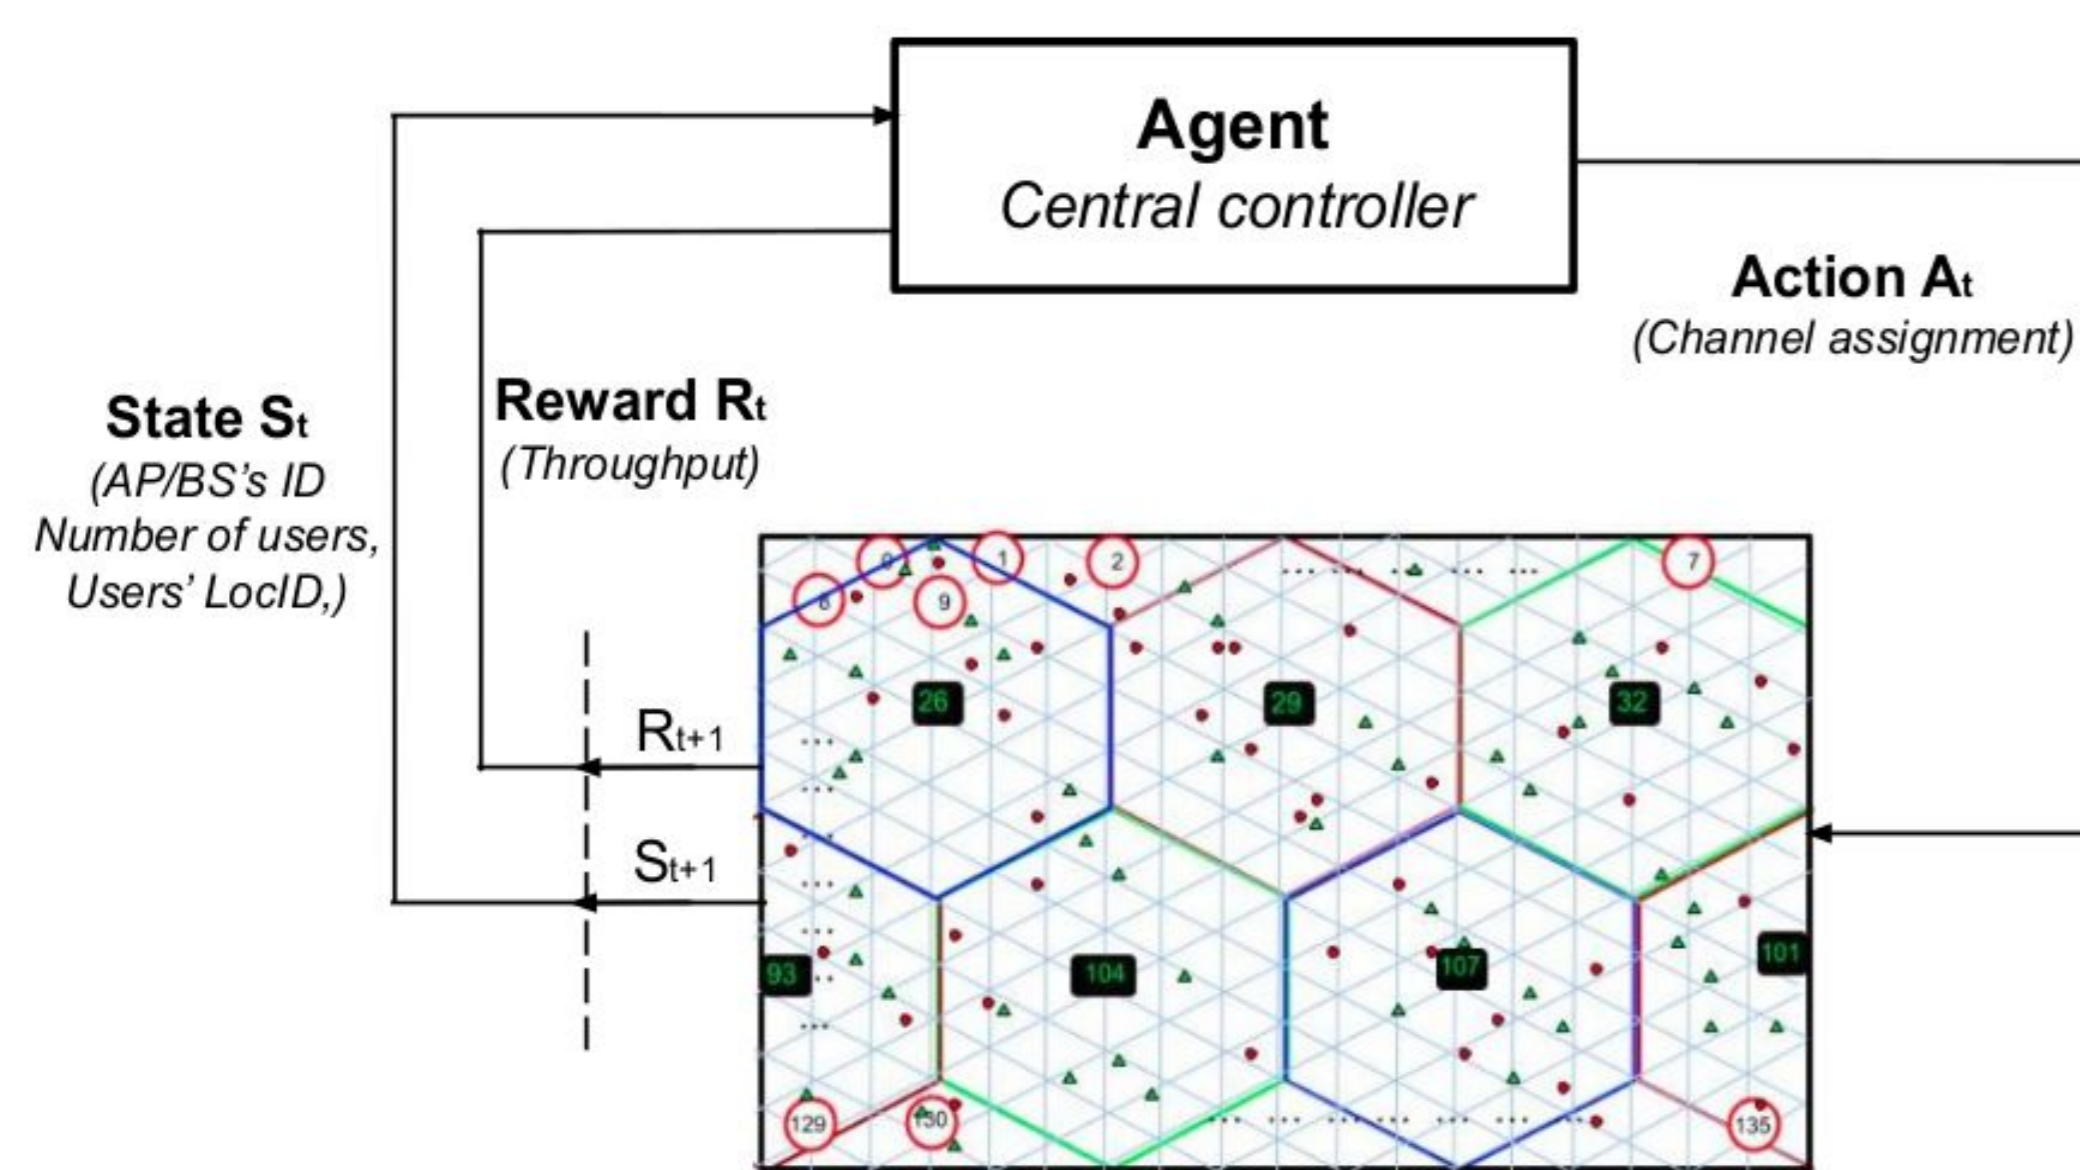 Agent
Central controller
Action At
(Channel assignment)
Reward Rt
(Throughput)
State St
(AP/BS’s ID
Number of users,
Users’ LocID,)
Rt+1
St+1
0 1 2 7
8 9
26 29 32
93 104 107 101
129 130 135